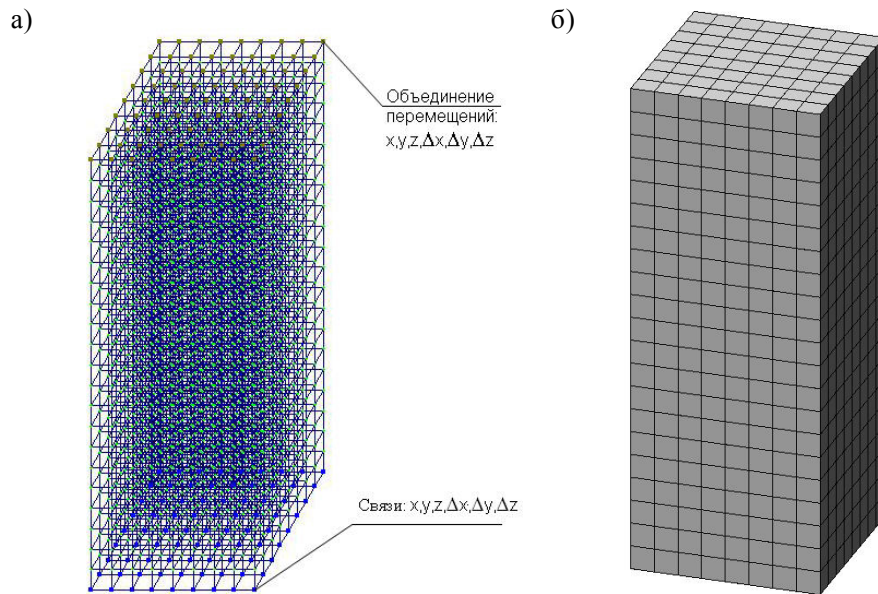 а)
б)
Объединение
перемещений:
x,y,z,Δx,Δy,Δz
Связи: x,y,z,Δx,Δy,Δz